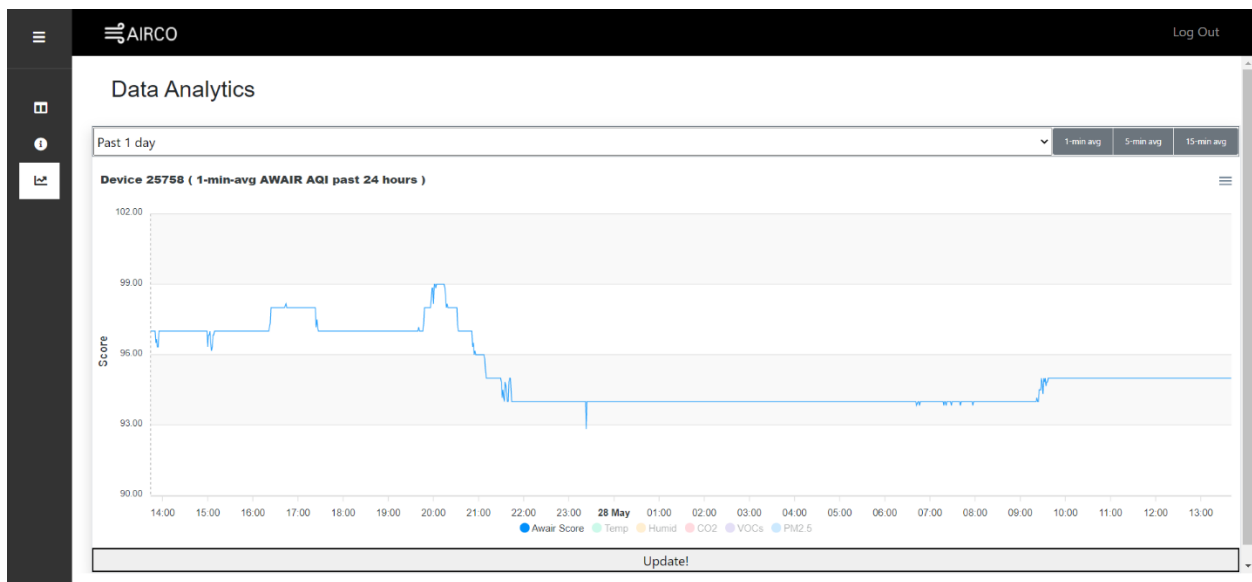 AIRCO
Log Out
Data Analytics
Past 1 day
1-min avg 5-min avg 15-min avg
Device 25758 ( 1-min-avg AWAIR AQI past 24 hours )
102.00
99.00
96.00
93.00
90.00
Score
14:00 15:00 16:00 17:00 18:00 19:00 20:00 21:00 22:00 23:00 28 May 01:00 02:00 03:00 04:00 05:00 06:00 07:00 08:00 09:00 10:00 11:00 12:00 13:00
Awair Score Temp Humid CO2 VOCs PM2.5
Update!